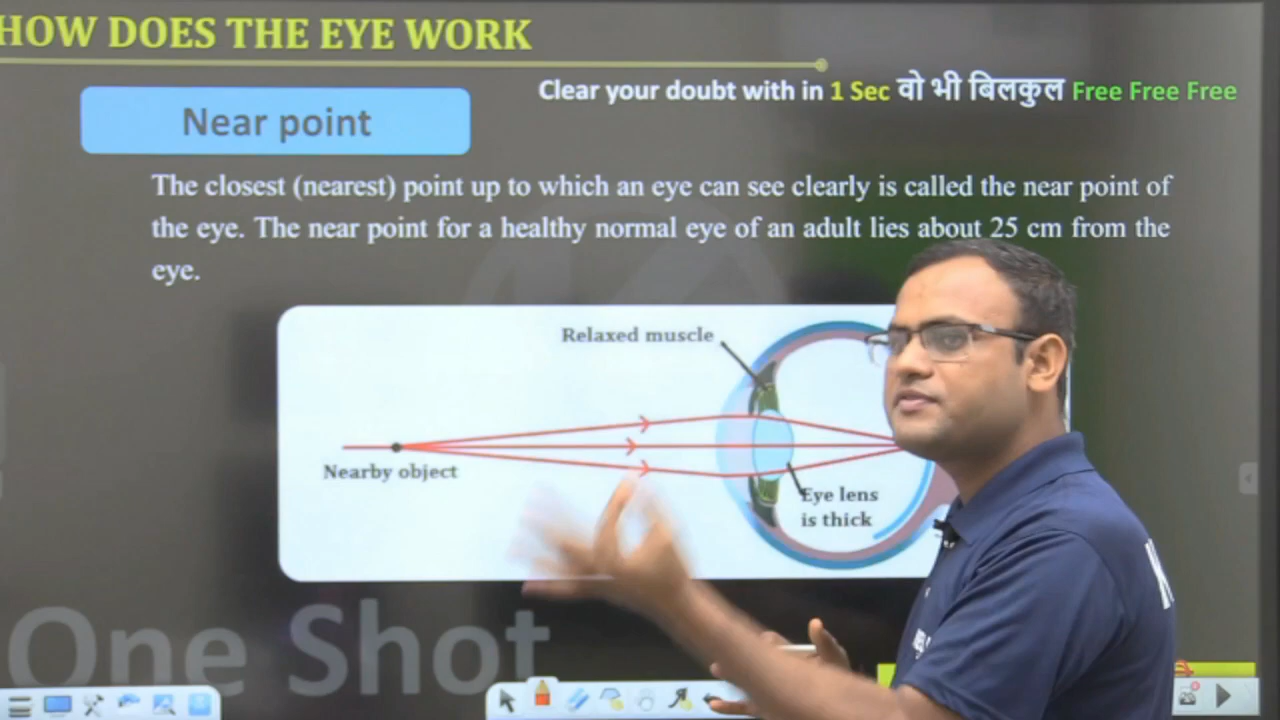 HOW DOES THE EYE WORK
Clear your doubt with in 1 Sec वो भी बिलकुल Free Free Free
Near point
The closest (nearest) point up to which an eye can see clearly is called the near point of
the eye. The near point for a healthy normal eye of an adult lies about 25 cm from the
eye.
Relaxed muscle
Nearby object
Eye lens
is thick
One Shot